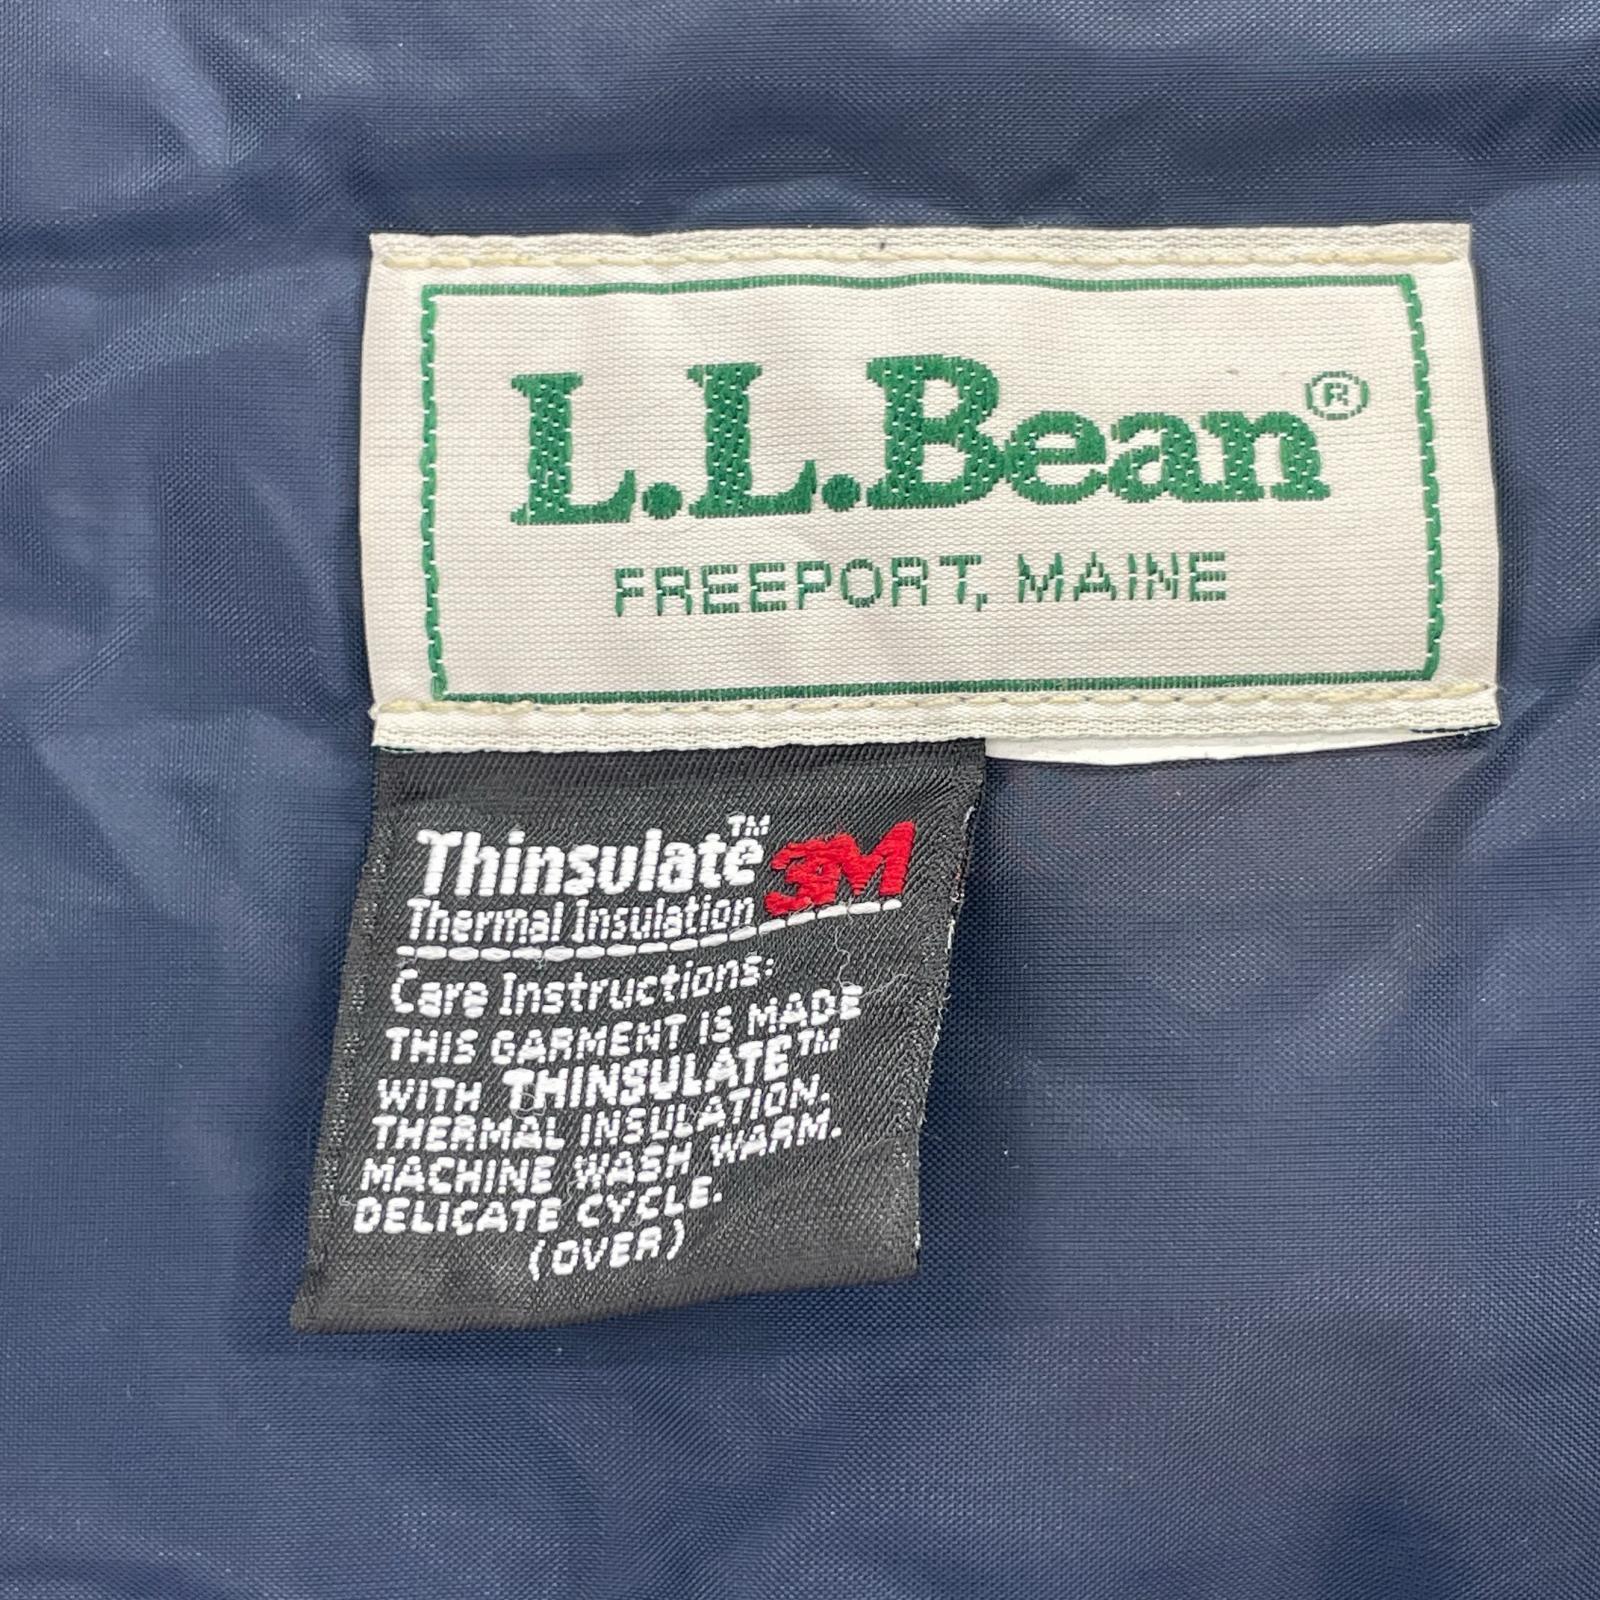 L.L.Bean®
FREEPORT, MAINE
Thinsulate™ 3M
Thermal Insulation
Care Instructions:
THIS GARMENT IS MADE
WITH THINSULATE™
THERMAL INSULATION.
MACHINE WASH WARM.
DELICATE CYCLE.
(OVER)